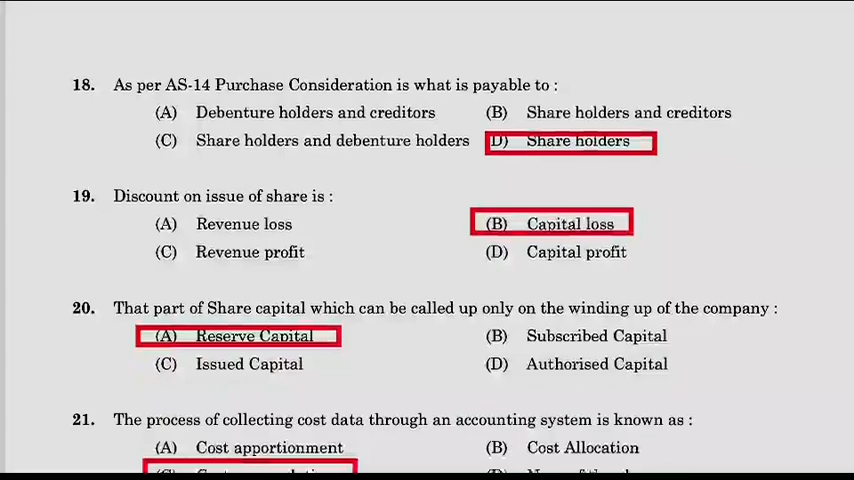 18. As per AS-14 Purchase Consideration is what is payable to :
(A) Debenture holders and creditors (B) Share holders and creditors
(C) Share holders and debenture holders D) Share holders
19. Discount on issue of share is :
(A) Revenue loss (B) Capital loss
(C) Revenue profit (D) Capital profit
20. That part of Share capital which can be called up only on the winding up of the company :
(A) Reserve Capital (B) Subscribed Capital
(C) Issued Capital (D) Authorised Capital
21. The process of collecting cost data through an accounting system is known as :
(A) Cost apportionment (B) Cost Allocation